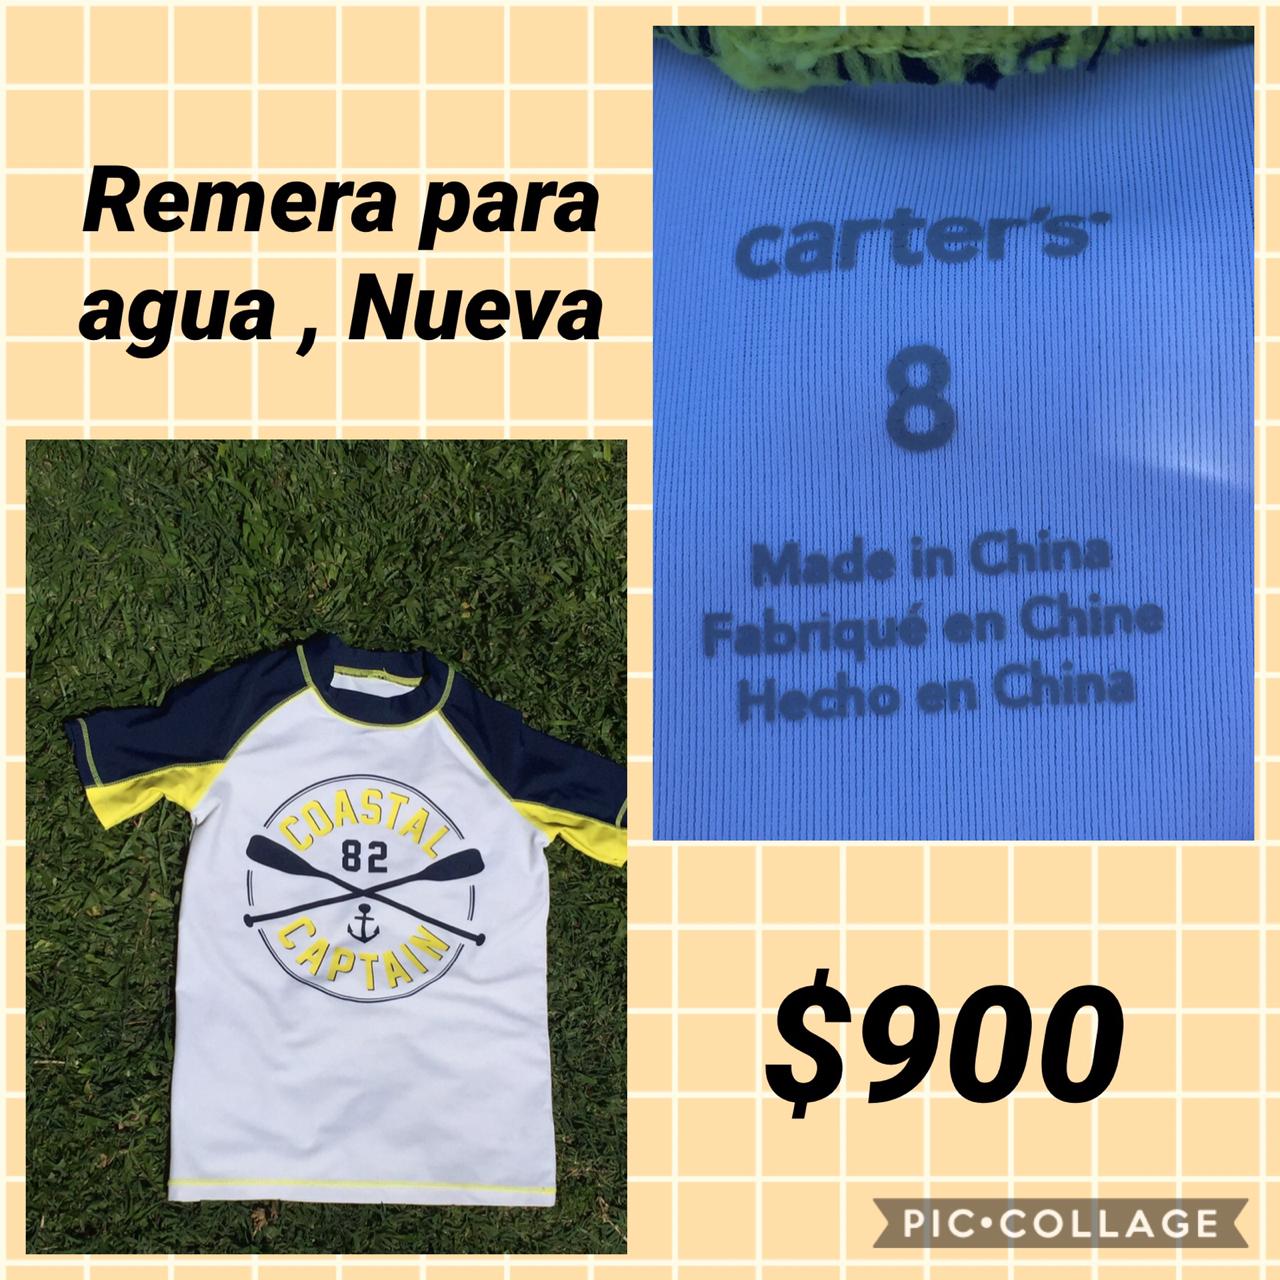 Remera para
agua , Nueva
carter's
8
Made in China
Fabriqué en Chine
Hecho en China
COASTAL
82
CAPTAIN
$900
PIC•COLLAGE